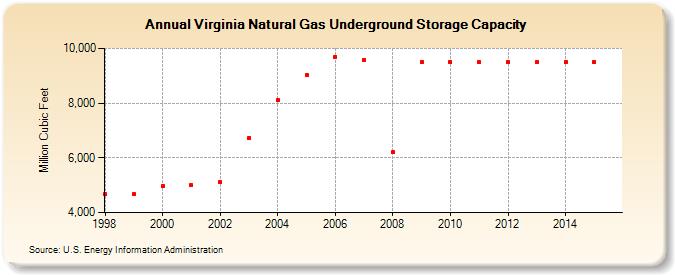 Annual Virginia Natural Gas Underground Storage Capacity
Million Cubic Feet
10,000
8,000
6,000
4,000
1998 2000 2002 2004 2006 2008 2010 2012 2014
Source: U.S. Energy Information Administration